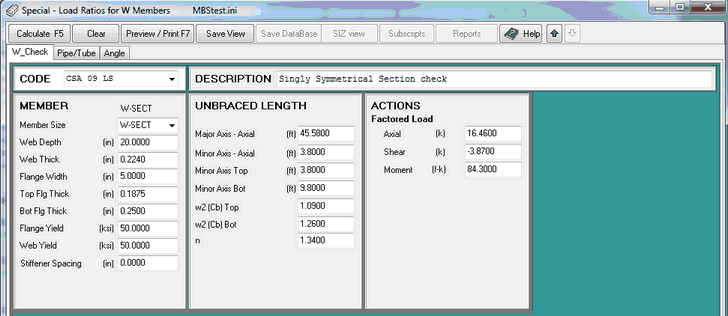 Special - Load Ratios for W Members MBStest.ini
Calculate F5 Clear Preview / Print F7 Save View Save DataBase SIZ view Subscripts Reports Help
W_Check Pipe/Tube Angle
CODE CSA 09 LS DESCRIPTION Singly Symmetrical Section check
MEMBER W-SECT
Member Size W-SECT
Web Depth (in) 20.0000
Web Thick (in) 0.2240
Flange Width (in) 5.0000
Top Flg Thick (in) 0.1875
Bot Flg Thick (in) 0.2500
Flange Yield (ksi) 50.0000
Web Yield (ksi) 50.0000
Stiffener Spacing (in) 0.0000
UNBRACED LENGTH
Major Axis - Axial (ft) 45.5800
Minor Axis - Axial (ft) 3.8000
Minor Axis Top (ft) 3.8000
Minor Axis Bot (ft) 9.8000
w2 (Cb) Top 1.0900
w2 (Cb) Bot 1.2600
n 1.3400
ACTIONS
Factored Load
Axial (k) 16.4600
Shear (k) -3.8700
Moment (f-k) 84.3000